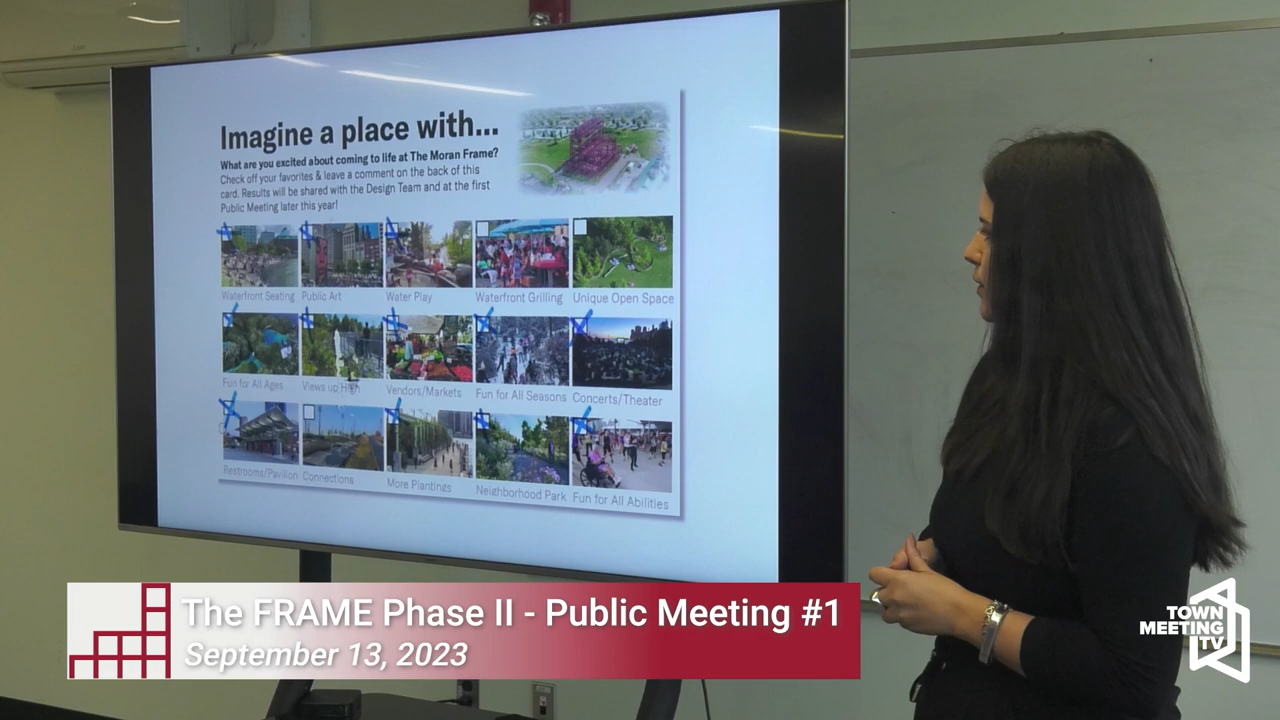 Imagine a place with...
What are you excited about coming to life at The Moran Frame?
Check off your favorites & leave a comment on the back of this
card. Results will be shared with the Design Team and at the first
Public Meeting later this year!
Waterfront Seating Public Art Water Play Waterfront Grilling Unique Open Space
Fun for All Ages Views up High Vendors/Markets Fun for All Seasons Concerts/Theater
Restrooms/Pavilion Connections More Plantings Neighborhood Park Fun for All Abilities
The FRAME Phase II - Public Meeting #1
September 13, 2023
TOWN
MEETING
TV